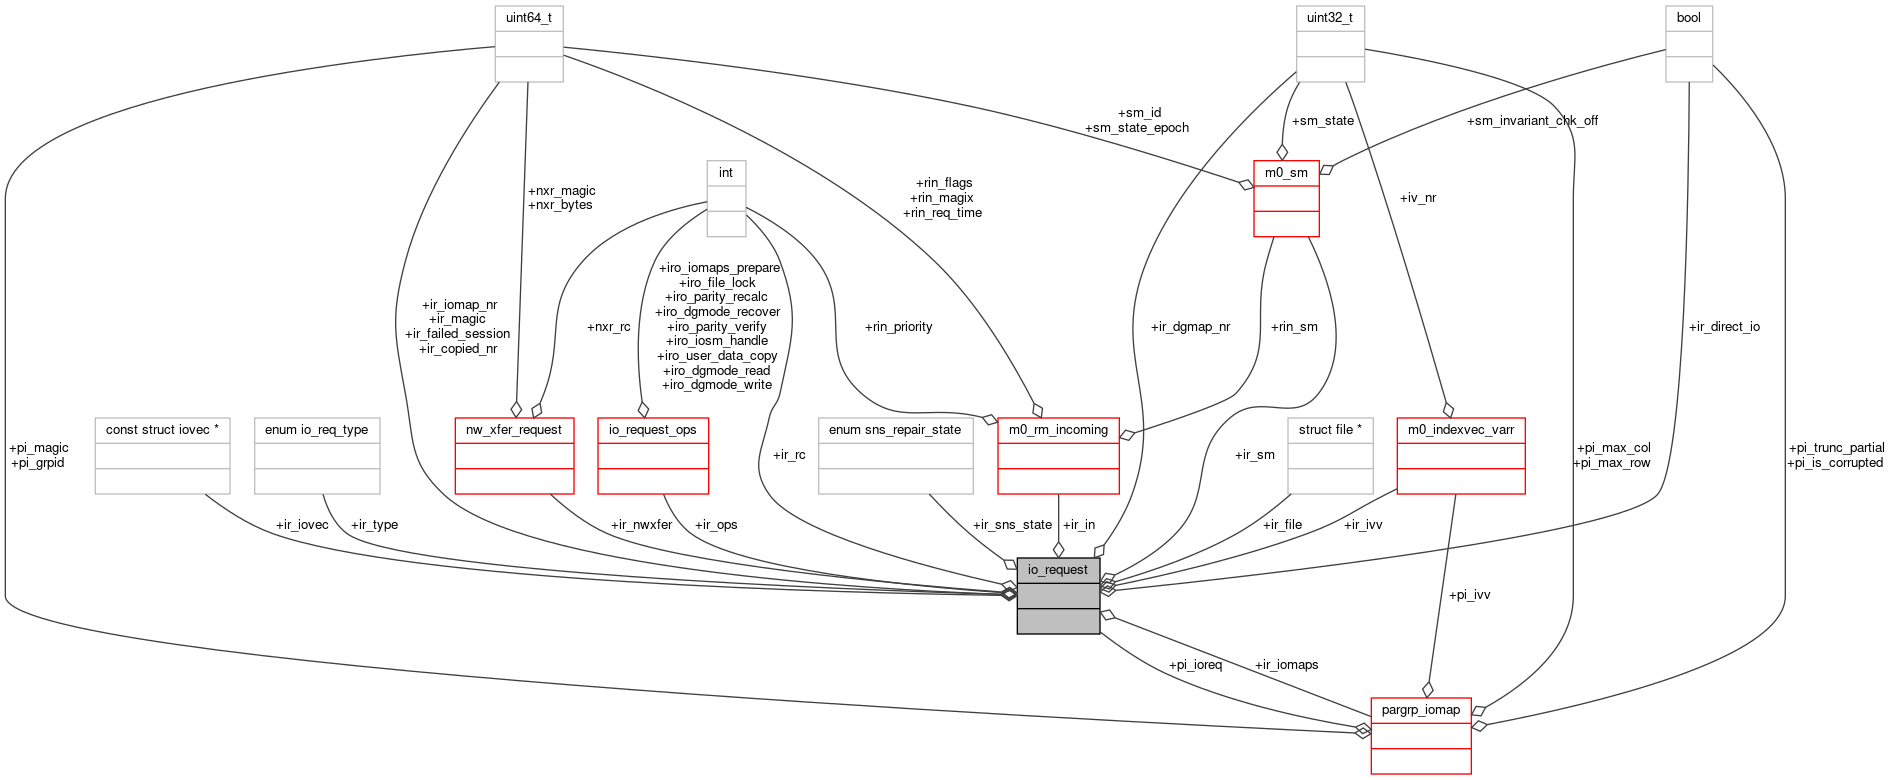 uint64_t
uint32_t
bool
+sm_id
+sm_state_epoch
+sm_state
+sm_invariant_chk_off
int
m0_sm
+nxr_magic
+nxr_bytes
+rin_flags
+rin_magix
+rin_req_time
+iv_nr
+iro_iomaps_prepare
+iro_file_lock
+iro_parity_recalc
+iro_dgmode_recover
+iro_parity_verify
+iro_iosm_handle
+iro_user_data_copy
+iro_dgmode_read
+iro_dgmode_write
+ir_iomap_nr
+ir_magic
+ir_failed_session
+ir_copied_nr
+nxr_rc
+rin_priority
+ir_dgmap_nr
+rin_sm
+ir_direct_io
const struct iovec *
enum io_req_type
nw_xfer_request
io_request_ops
enum sns_repair_state
m0_rm_incoming
struct file *
m0_indexvec_varr
+pi_magic
+pi_grpid
+ir_rc
+ir_sm
+pi_max_col
+pi_max_row
+pi_trunc_partial
+pi_is_corrupted
+ir_iovec
+ir_type
+ir_nwxfer
+ir_ops
+ir_sns_state
+ir_in
+ir_file
+ir_ivv
io_request
+pi_ivv
+pi_ioreq
+ir_iomaps
pargrp_iomap